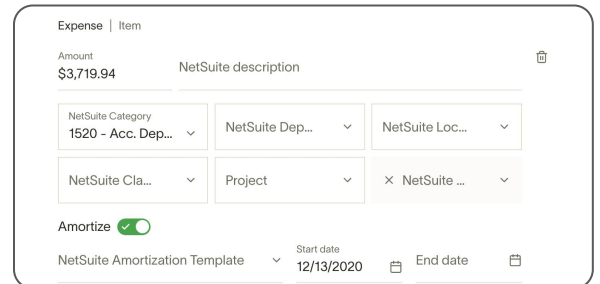 Expense | Item
Amount
$3,719.94
NetSuite description
NetSuite Category
1520 - Acc. Dep...
NetSuite Dep...
NetSuite Loc...
NetSuite Cla...
Project
NetSuite ...
Amortize
NetSuite Amortization Template
Start date
12/13/2020
End date